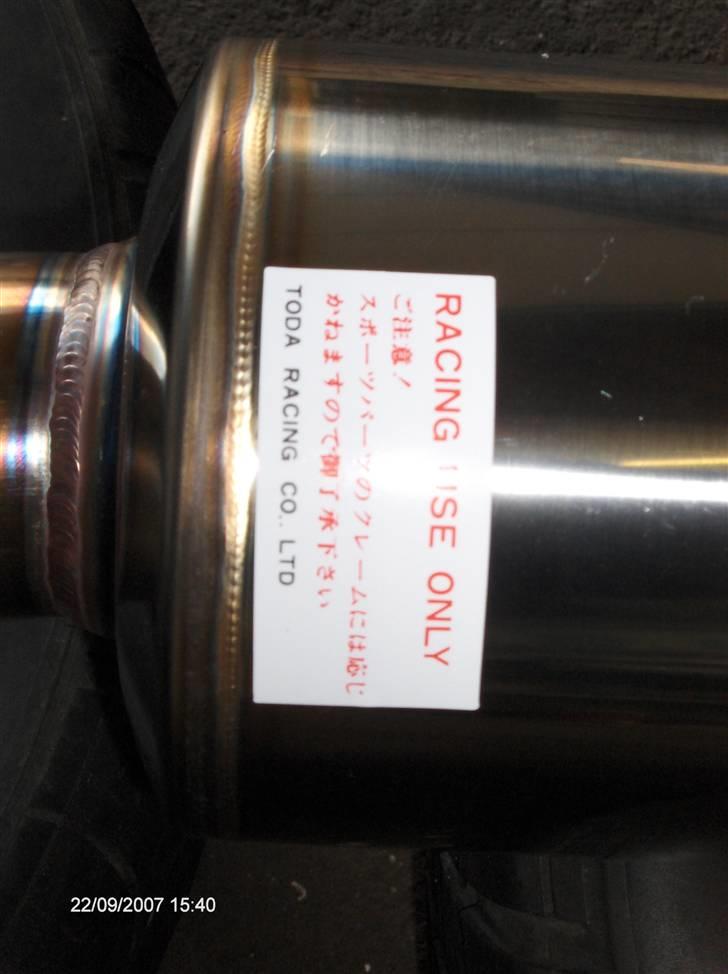 RACING USE ONLY
ご注意!
スポーツパーツのクレームには応じ
かねますので御了承下さい
TODA RACING CO., LTD
22/09/2007 15:40